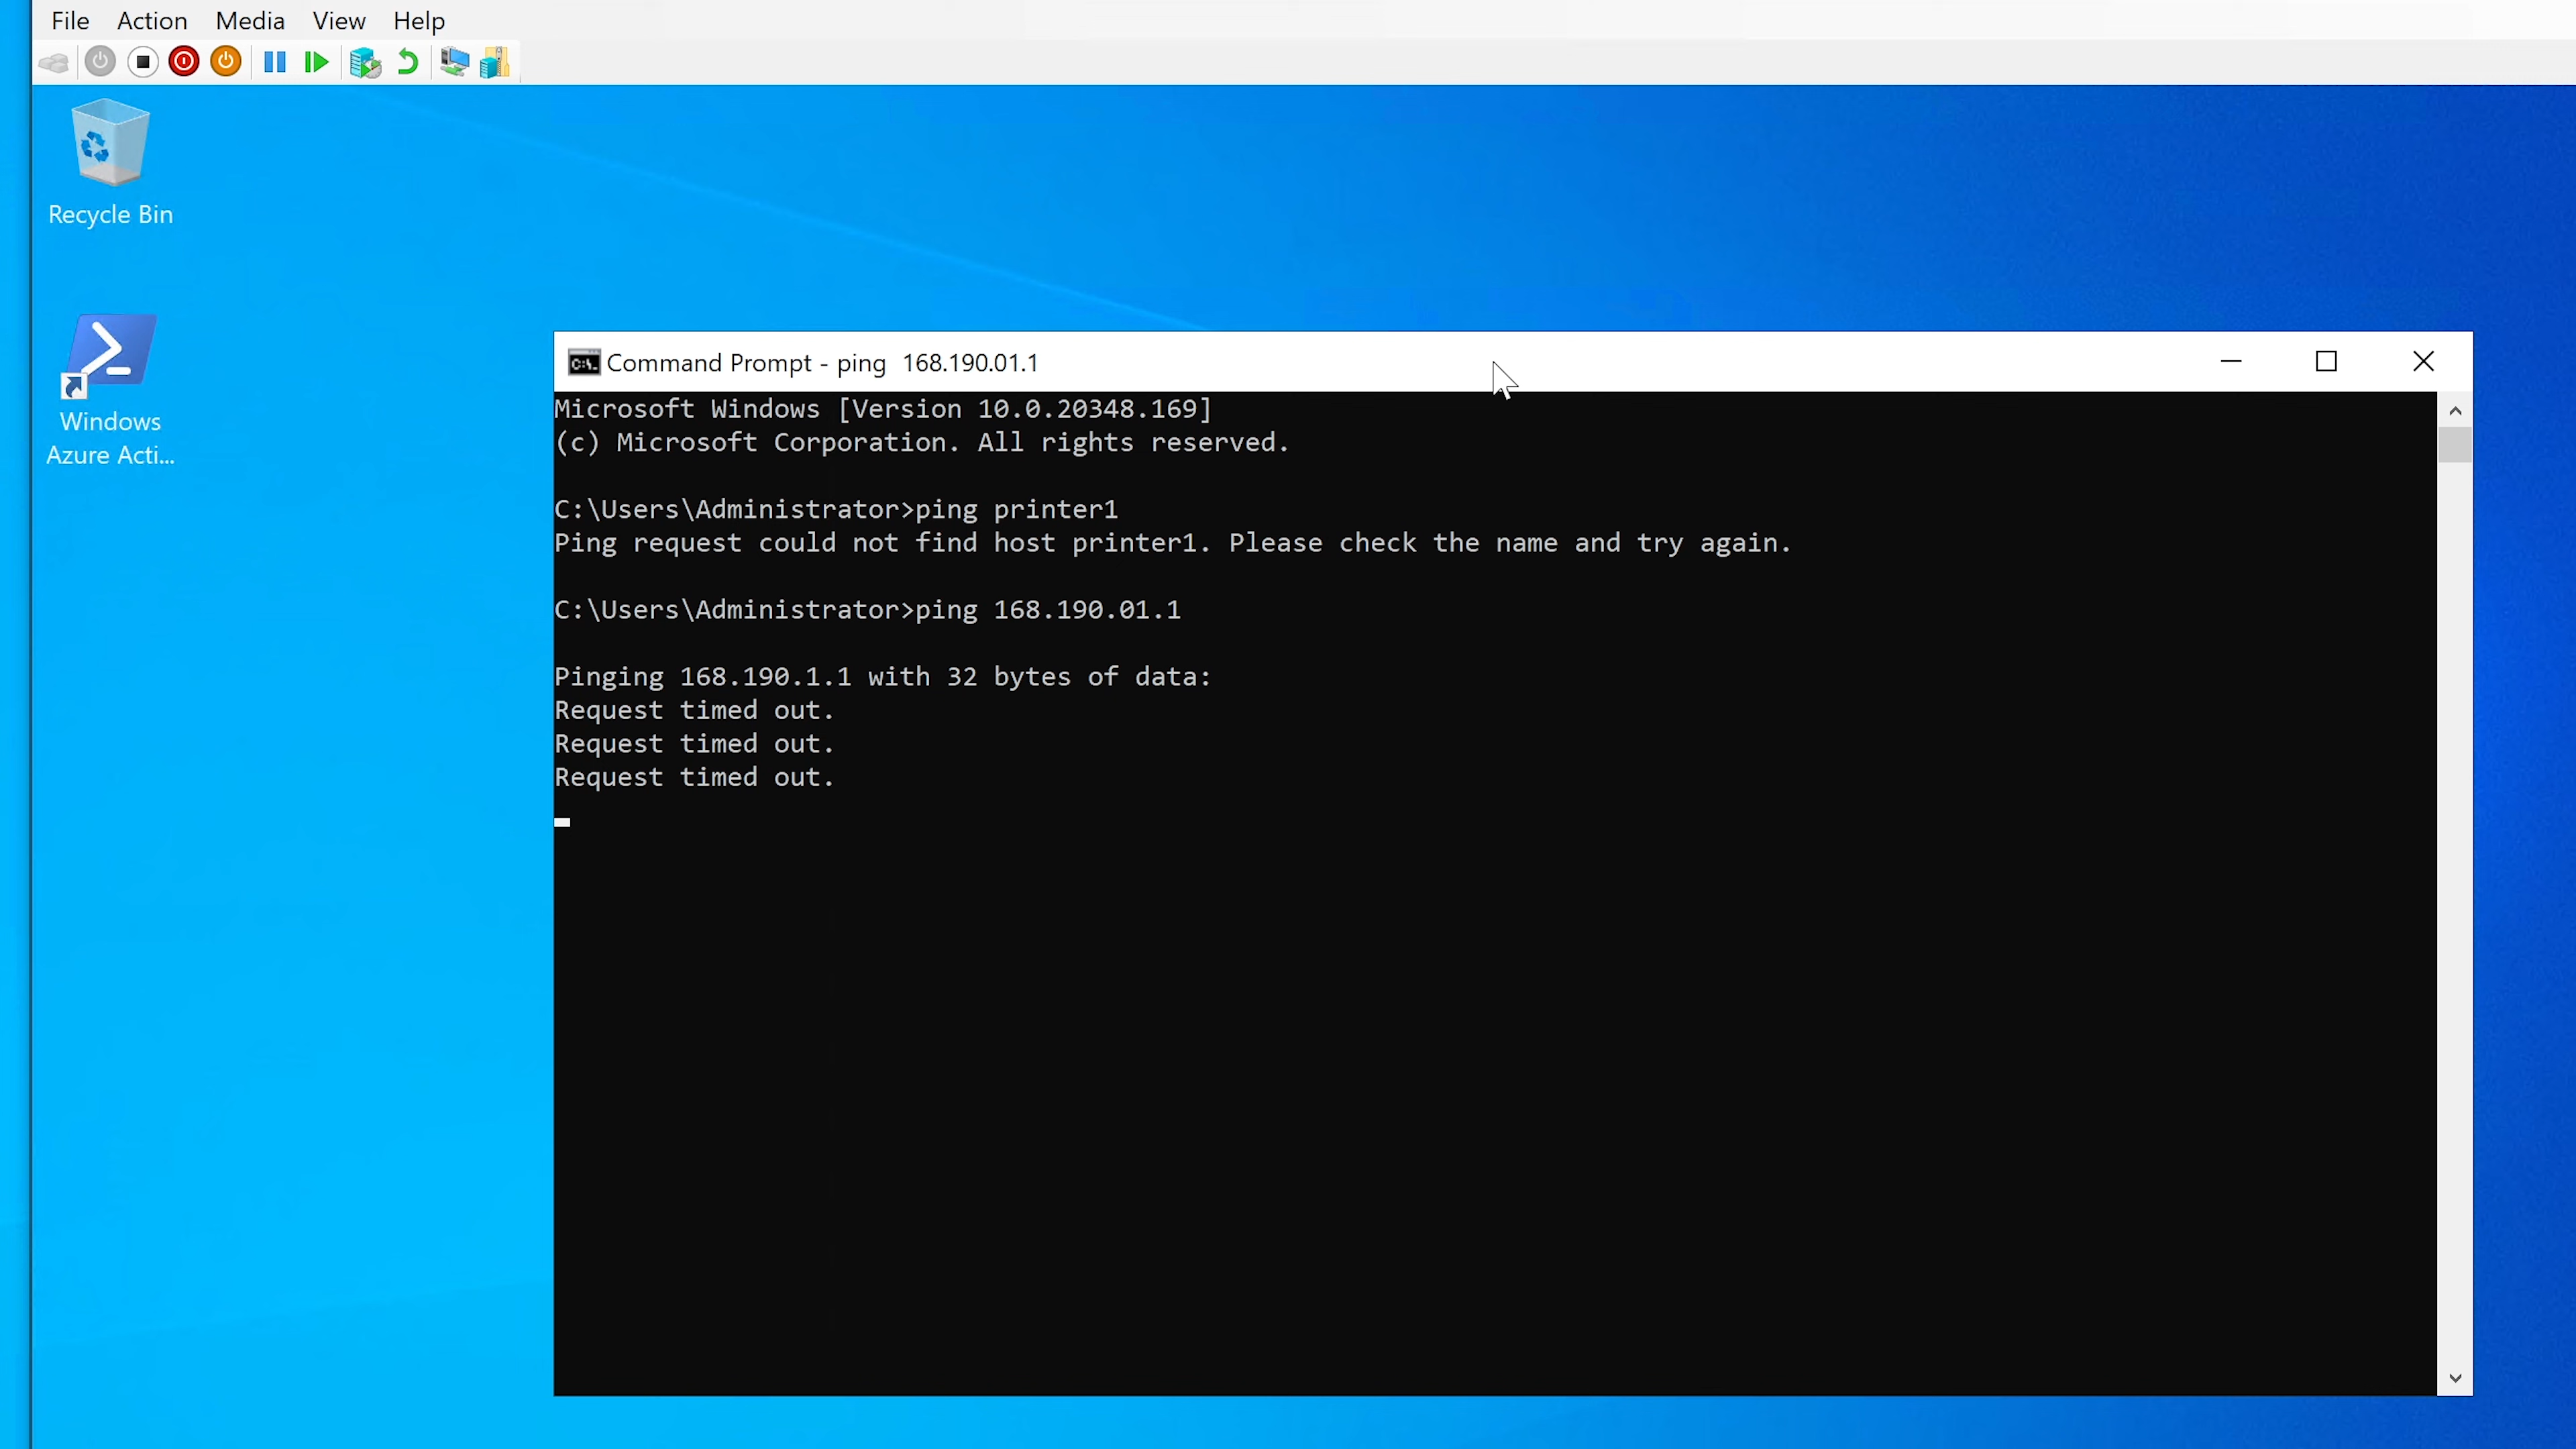 File Action Media View Help
Recycle Bin
Windows
Azure Acti...
Command Prompt - ping 168.190.01.1
Microsoft Windows [Version 10.0.20348.169]
(c) Microsoft Corporation. All rights reserved.
C:\Users\Administrator>ping printer1
Ping request could not find host printer1. Please check the name and try again.
C:\Users\Administrator>ping 168.190.01.1
Pinging 168.190.1.1 with 32 bytes of data:
Request timed out.
Request timed out.
Request timed out.